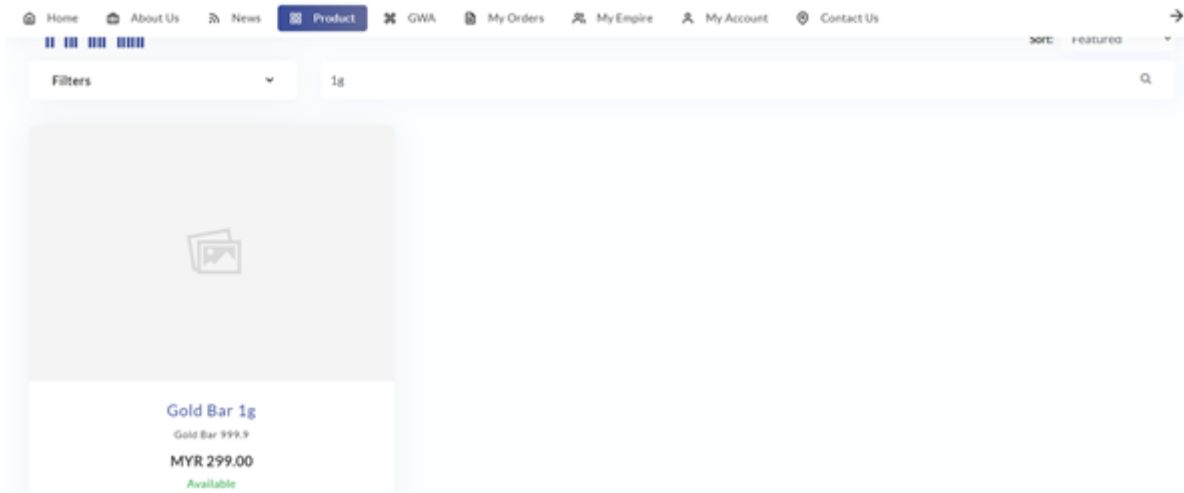 Home About Us News Product GWA My Orders My Empire My Account Contact Us
Sort: Featured
Filters
1g
Gold Bar 1g
Gold Bar 999.9
MYR 299.00
Available